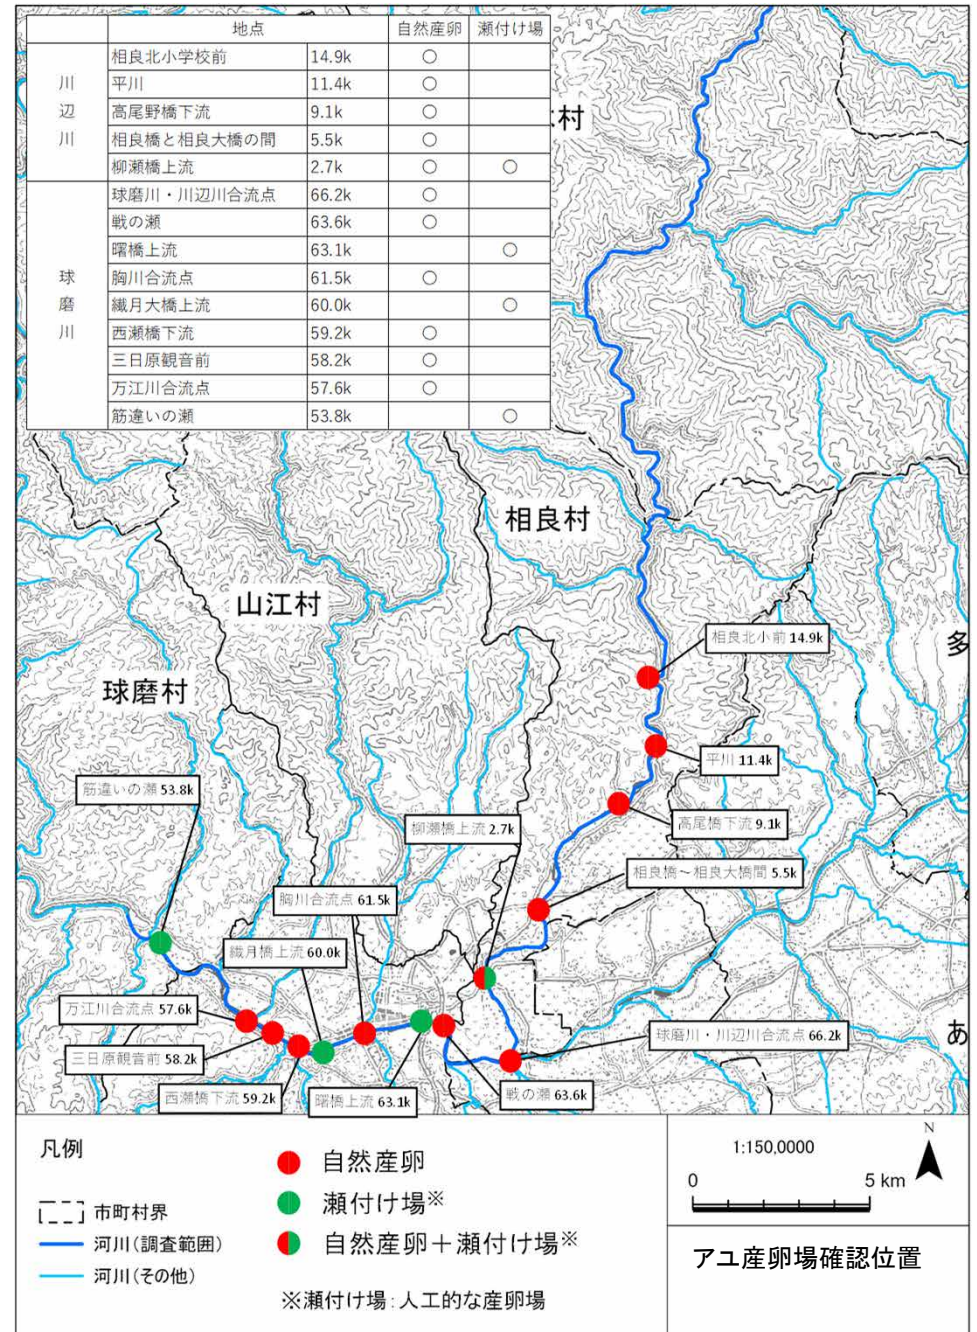 地点 自然産卵 瀬付け場
川辺川
相良北小学校前 14.9k ○
平川 11.4k ○
高尾野橋下流 9.1k ○
相良橋と相良大橋の間 5.5k ○
柳瀬橋上流 2.7k ○ ○
球磨川
球磨川・川辺川合流点 66.2k ○
戦の瀬 63.6k ○
曙橋上流 63.1k ○
胸川合流点 61.5k ○
繊月大橋上流 60.0k ○
西瀬橋下流 59.2k ○
三日原観音前 58.2k ○
万江川合流点 57.6k ○
筋違いの瀬 53.8k ○
村
相良村
山江村
球磨村
多
あ
相良北小前 14.9k
平川 11.4k
高尾橋下流 9.1k
筋違いの瀬 53.8k
柳瀬橋上流 2.7k
相良橋～相良大橋間 5.5k
胸川合流点 61.5k
繊月橋上流 60.0k
万江川合流点 57.6k
球磨川・川辺川合流点 66.2k
三日原観音前 58.2k
西瀬橋下流 59.2k
曙橋上流 63.1k
戦の瀬 63.6k
凡例
市町村界
河川(調査範囲)
河川(その他)
自然産卵
瀬付け場※
自然産卵＋瀬付け場※
※瀬付け場：人工的な産卵場
N
1:150,0000
0 5 km
アユ産卵場確認位置